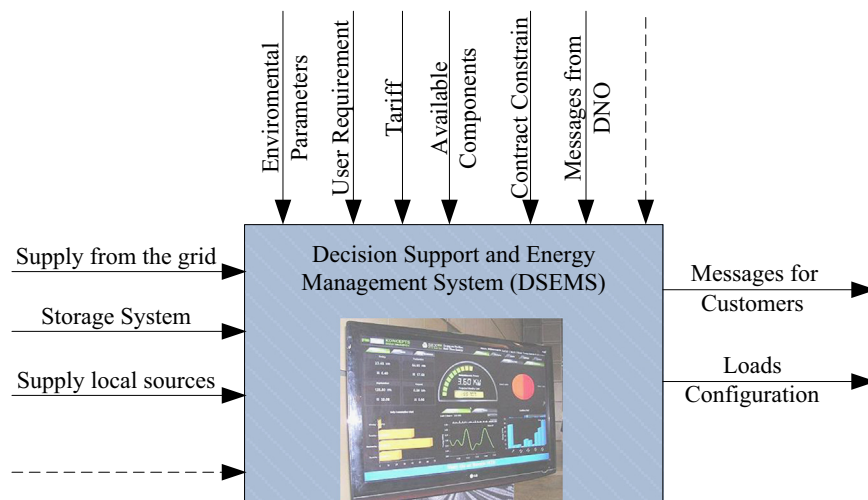 Enviromental
Parameters
User Requirement
Tariff
Available
Components
Contract Constrain
Messages from
DNO
Decision Support and Energy
Management System (DSEMS)
Supply from the grid
Storage System
Supply local sources
Messages for
Customers
Loads
Configuration
KONCEPTS
3.60 KW